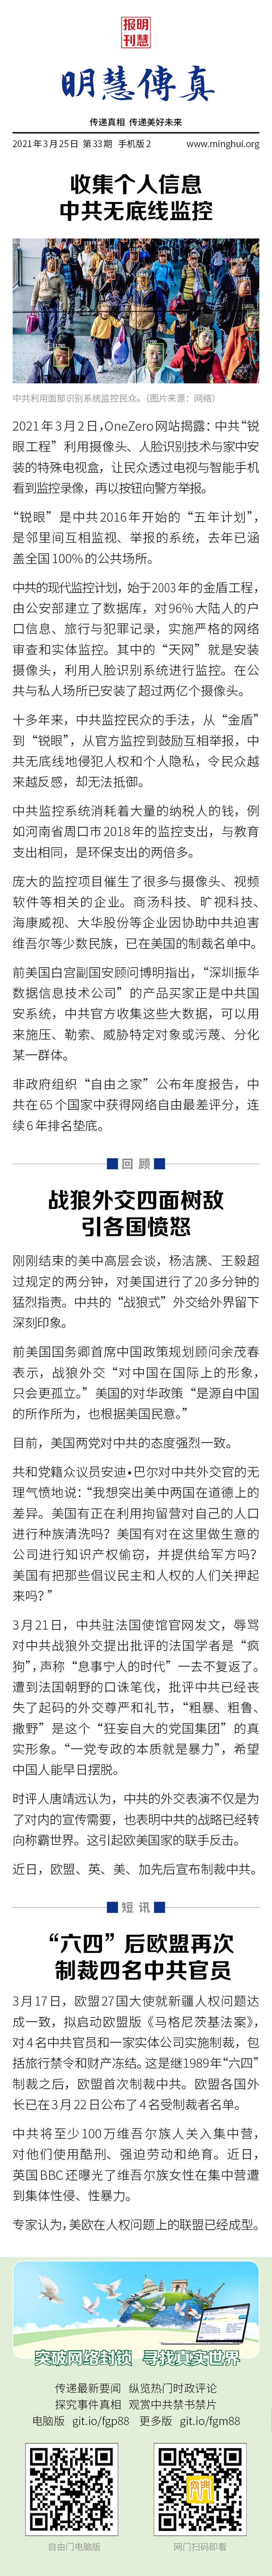 明慧
报刊
明慧傳真
传递真相 传递美好未来
2021年3月25日 第33期 手机版2 www.minghui.org
收集个人信息
中共无底线监控
中共利用面部识别系统监控民众。（图片来源：网络）
2021年3月2日，OneZero网站揭露：中共“锐
眼工程”利用摄像头、人脸识别技术与家中安
装的特殊电视盒，让民众透过电视与智能手机
看到监控录像，再以按钮向警方举报。
“锐眼”是中共2016年开始的“五年计划”，
是邻里间互相监视、举报的系统，去年已涵
盖全国100%的公共场所。
中共的现代监控计划，始于2003年的金盾工程，
由公安部建立了数据库，对96%大陆人的户
口信息、旅行与犯罪记录，实施严格的网络
审查和实体监控。其中的“天网”就是安装
摄像头，利用人脸识别系统进行监控。在公
共与私人场所已安装了超过两亿个摄像头。
十多年来，中共监控民众的手法，从“金盾”
到“锐眼”，从官方监控到鼓励互相举报，中
共无底线地侵犯人权和个人隐私，令民众越
来越反感，却无法抵御。
中共监控系统消耗着大量的纳税人的钱，例
如河南省周口市2018年的监控支出，与教育
支出相同，是环保支出的两倍多。
庞大的监控项目催生了很多与摄像头、视频
软件等相关的企业。商汤科技、旷视科技、
海康威视、大华股份等企业因协助中共迫害
维吾尔等少数民族，已在美国的制裁名单中。
前美国白宫副国安顾问博明指出，“深圳振华
数据信息技术公司”的产品买家正是中共国
安系统，中共官方收集这些大数据，可以用
来施压、勒索、威胁特定对象或污蔑、分化
某一群体。
非政府组织“自由之家”公布年度报告，中
共在65个国家中获得网络自由最差评分，连
续6年排名垫底。
回 顾
战狼外交四面树敌
引各国愤怒
刚刚结束的美中高层会谈，杨洁篪、王毅超
过规定的两分钟，对美国进行了20多分钟的
猛烈指责。中共的“战狼式”外交给外界留下
深刻印象。
前美国国务卿首席中国政策规划顾问余茂春
表示，战狼外交“对中国在国际上的形象，
只会更孤立。”美国的对华政策“是源自中国
的所作所为，也根据美国民意。”
目前，美国两党对中共的态度强烈一致。
共和党籍众议员安迪•巴尔对中共外交官的无
理气愤地说：“我想突出美中两国在道德上的
差异。美国有正在利用拘留营对自己的人口
进行种族清洗吗？美国有对在这里做生意的
公司进行知识产权偷窃，并提供给军方吗？
美国有把那些倡议民主和人权的人们关押起
来吗？”
3月21日，中共驻法国使馆官网发文，辱骂
对中共战狼外交提出批评的法国学者是“疯
狗”，声称“息事宁人的时代”一去不复返了。
遭到法国朝野的口诛笔伐，批评中共已经丧
失了起码的外交尊严和礼节，“粗暴、粗鲁、
撒野”是这个“狂妄自大的党国集团”的真
实形象。“一党专政的本质就是暴力”，希望
中国人能早日摆脱。
时评人唐靖远认为，中共的外交表演不仅是为
了对内的宣传需要，也表明中共的战略已经转
向称霸世界。这引起欧美国家的联手反击。
近日，欧盟、英、美、加先后宣布制裁中共。
短 讯
“六四”后欧盟再次
制裁四名中共官员
3月17日，欧盟27国大使就新疆人权问题达
成一致，拟启动欧盟版《马格尼茨基法案》，
对4名中共官员和一家实体公司实施制裁，包
括旅行禁令和财产冻结。这是继1989年“六四”
制裁之后，欧盟首次制裁中共。欧盟各国外
长已在3月22日公布了4名受制裁者名单。
中共将至少100万维吾尔族人关入集中营，
对他们使用酷刑、强迫劳动和绝育。近日，
英国BBC还曝光了维吾尔族女性在集中营遭
到集体性侵、性暴力。
专家认为，美欧在人权问题上的联盟已经成型。
突破网络封锁 寻找真实世界
传递最新要闻 纵览热门时政评论
探究事件真相 观赏中共禁书禁片
电脑版 git.io/fgp88 更多版 git.io/fgm88
自由门电脑版 网门扫码即看